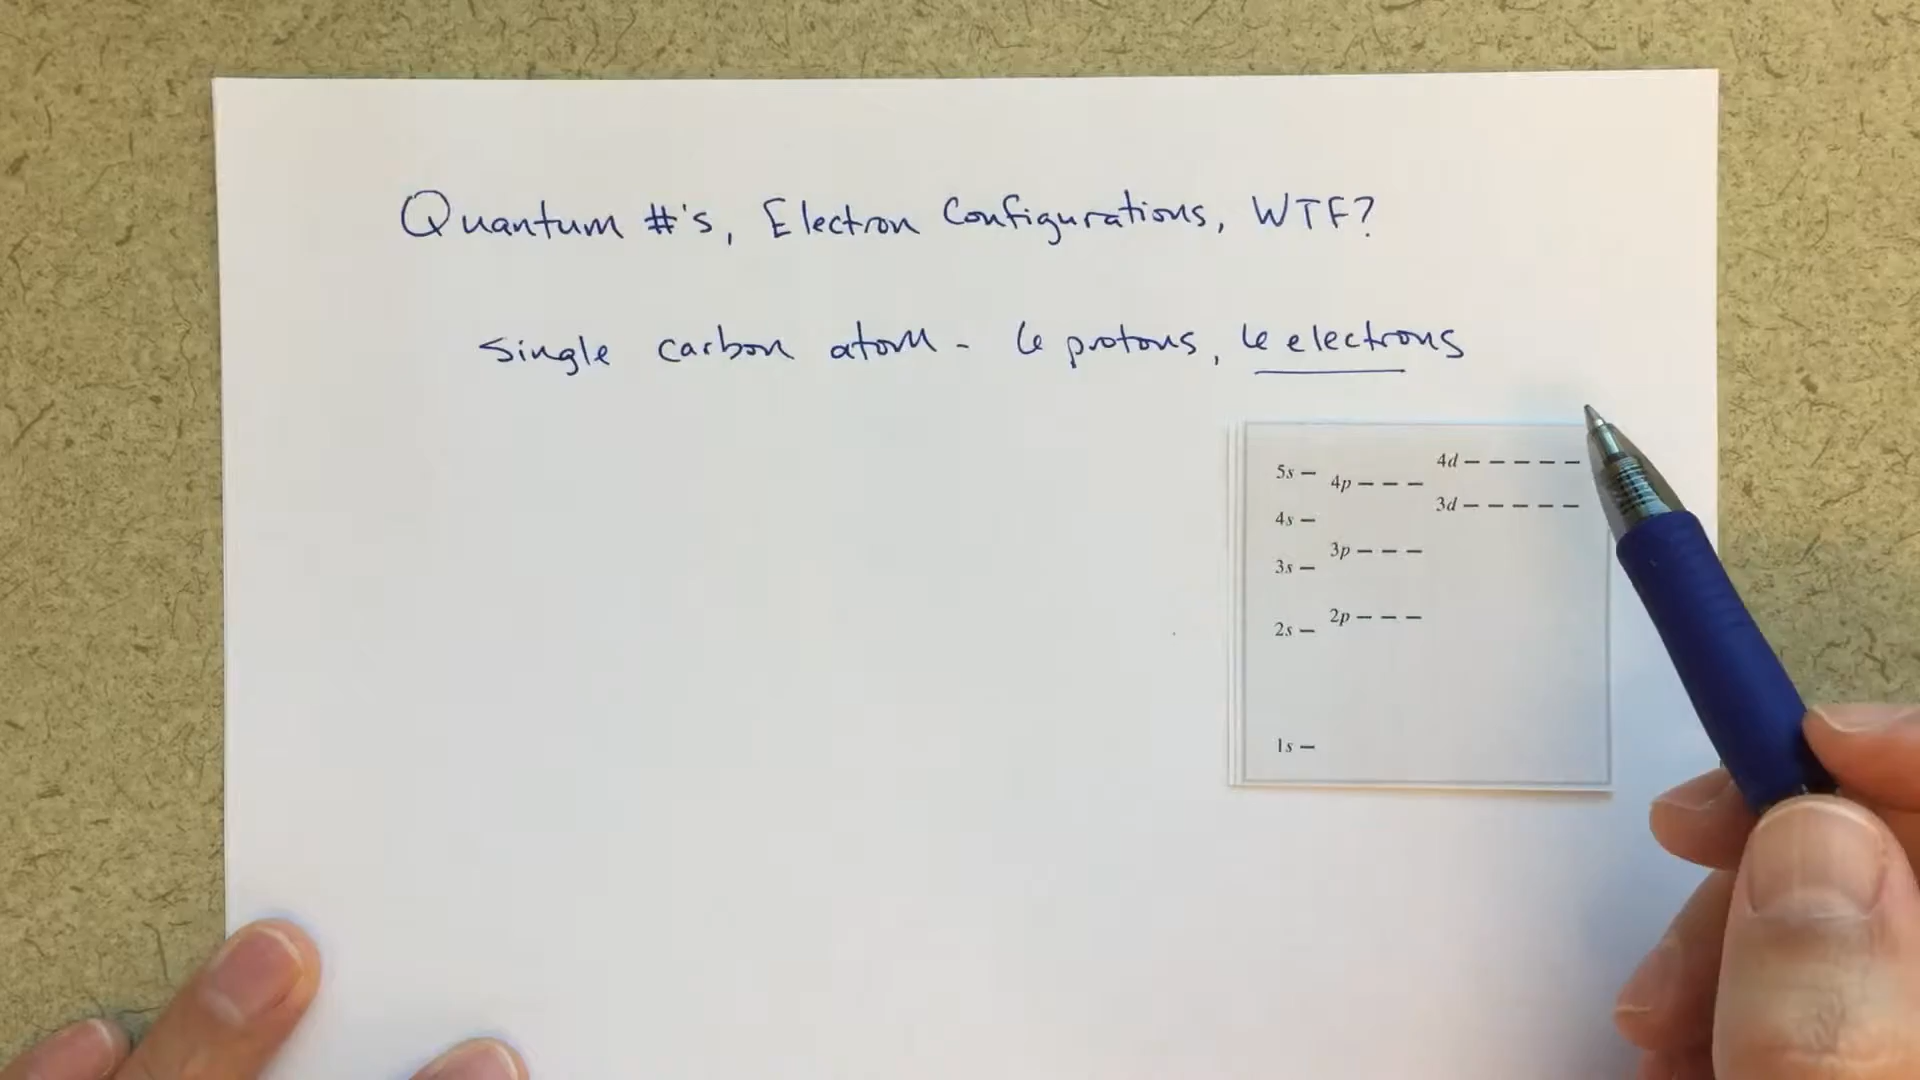 Quantum #'s, Electron Configurations, WTF?
Single carbon atom - 6 protons, 6 electrons
4d — — — — —
5s —
4p — — —
3d — — — — —
4s —
3p — — —
3s —
2p — — —
2s —
1s —